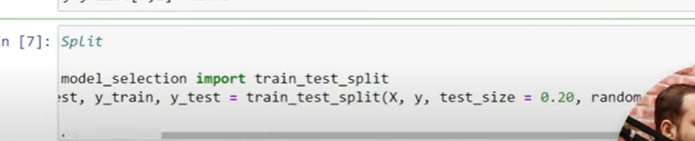 n [7]: Split
model_selection import train_test_split
st, y_train, y_test = train_test_split(X, y, test_size = 0.20, random